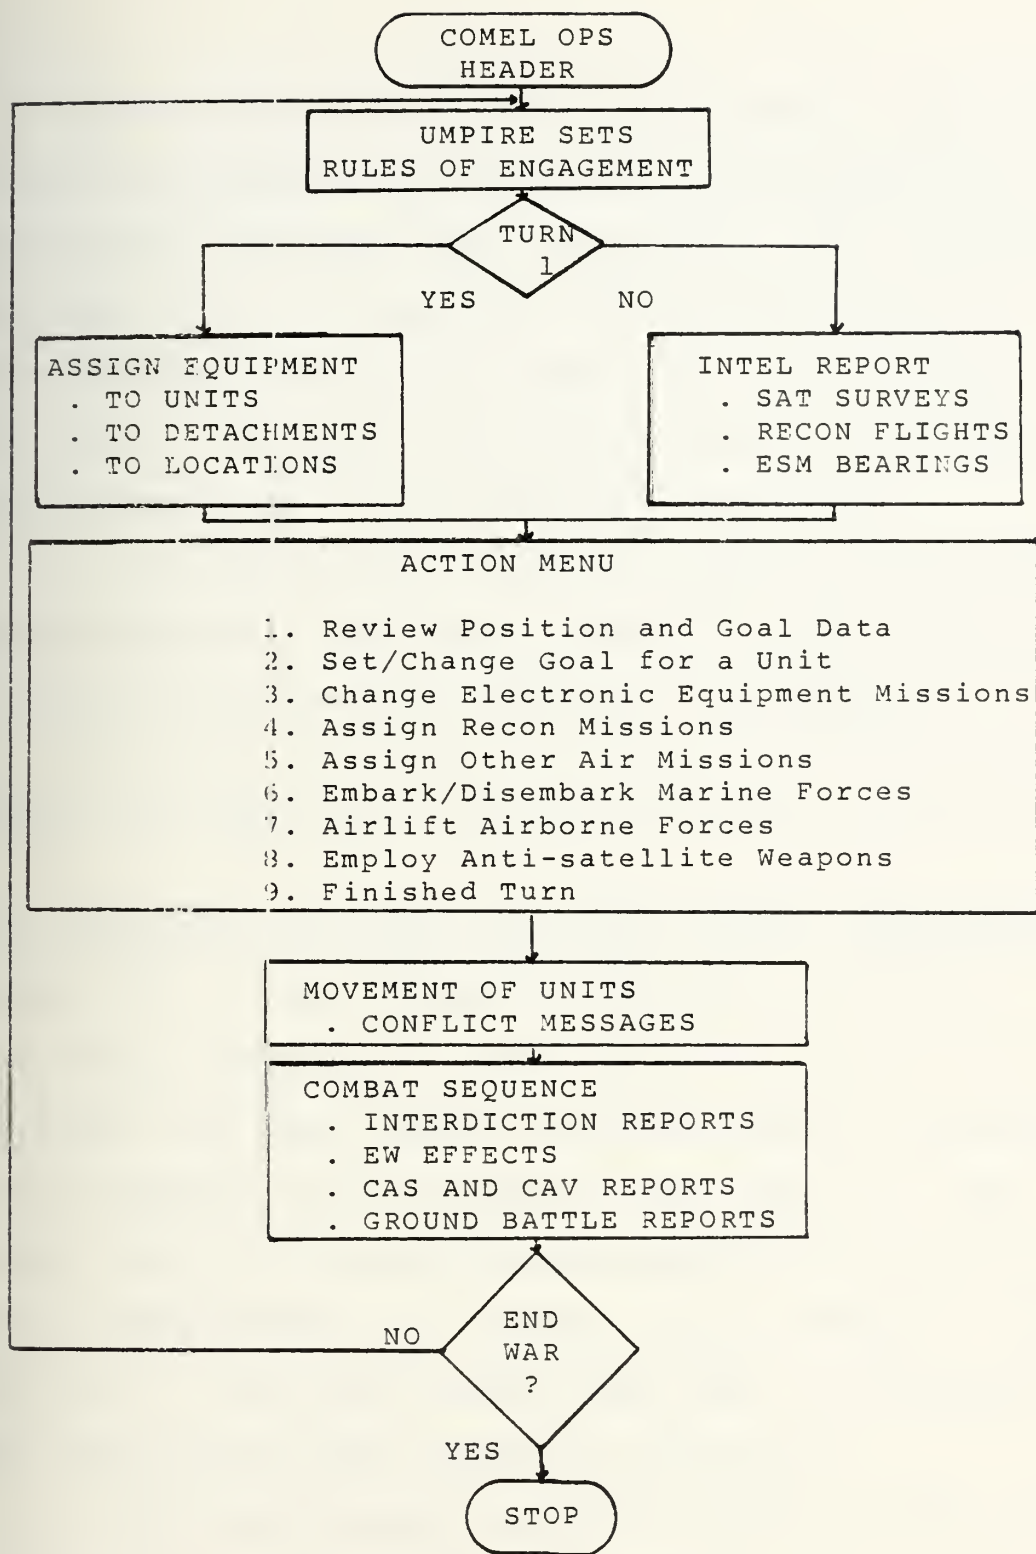 COMEL OPS
HEADER
UMPIRE SETS
RULES OF ENGAGEMENT
TURN
1
YES
NO
ASSIGN EQUIPMENT
. TO UNITS
. TO DETACHMENTS
. TO LOCATIONS
INTEL REPORT
. SAT SURVEYS
. RECON FLIGHTS
. ESM BEARINGS
ACTION MENU
1. Review Position and Goal Data
2. Set/Change Goal for a Unit
3. Change Electronic Equipment Missions
4. Assign Recon Missions
5. Assign Other Air Missions
6. Embark/Disembark Marine Forces
7. Airlift Airborne Forces
8. Employ Anti-satellite Weapons
9. Finished Turn
MOVEMENT OF UNITS
. CONFLICT MESSAGES
COMBAT SEQUENCE
. INTERDICTION REPORTS
. EW EFFECTS
. CAS AND CAV REPORTS
. GROUND BATTLE REPORTS
END
WAR
?
NO
YES
STOP